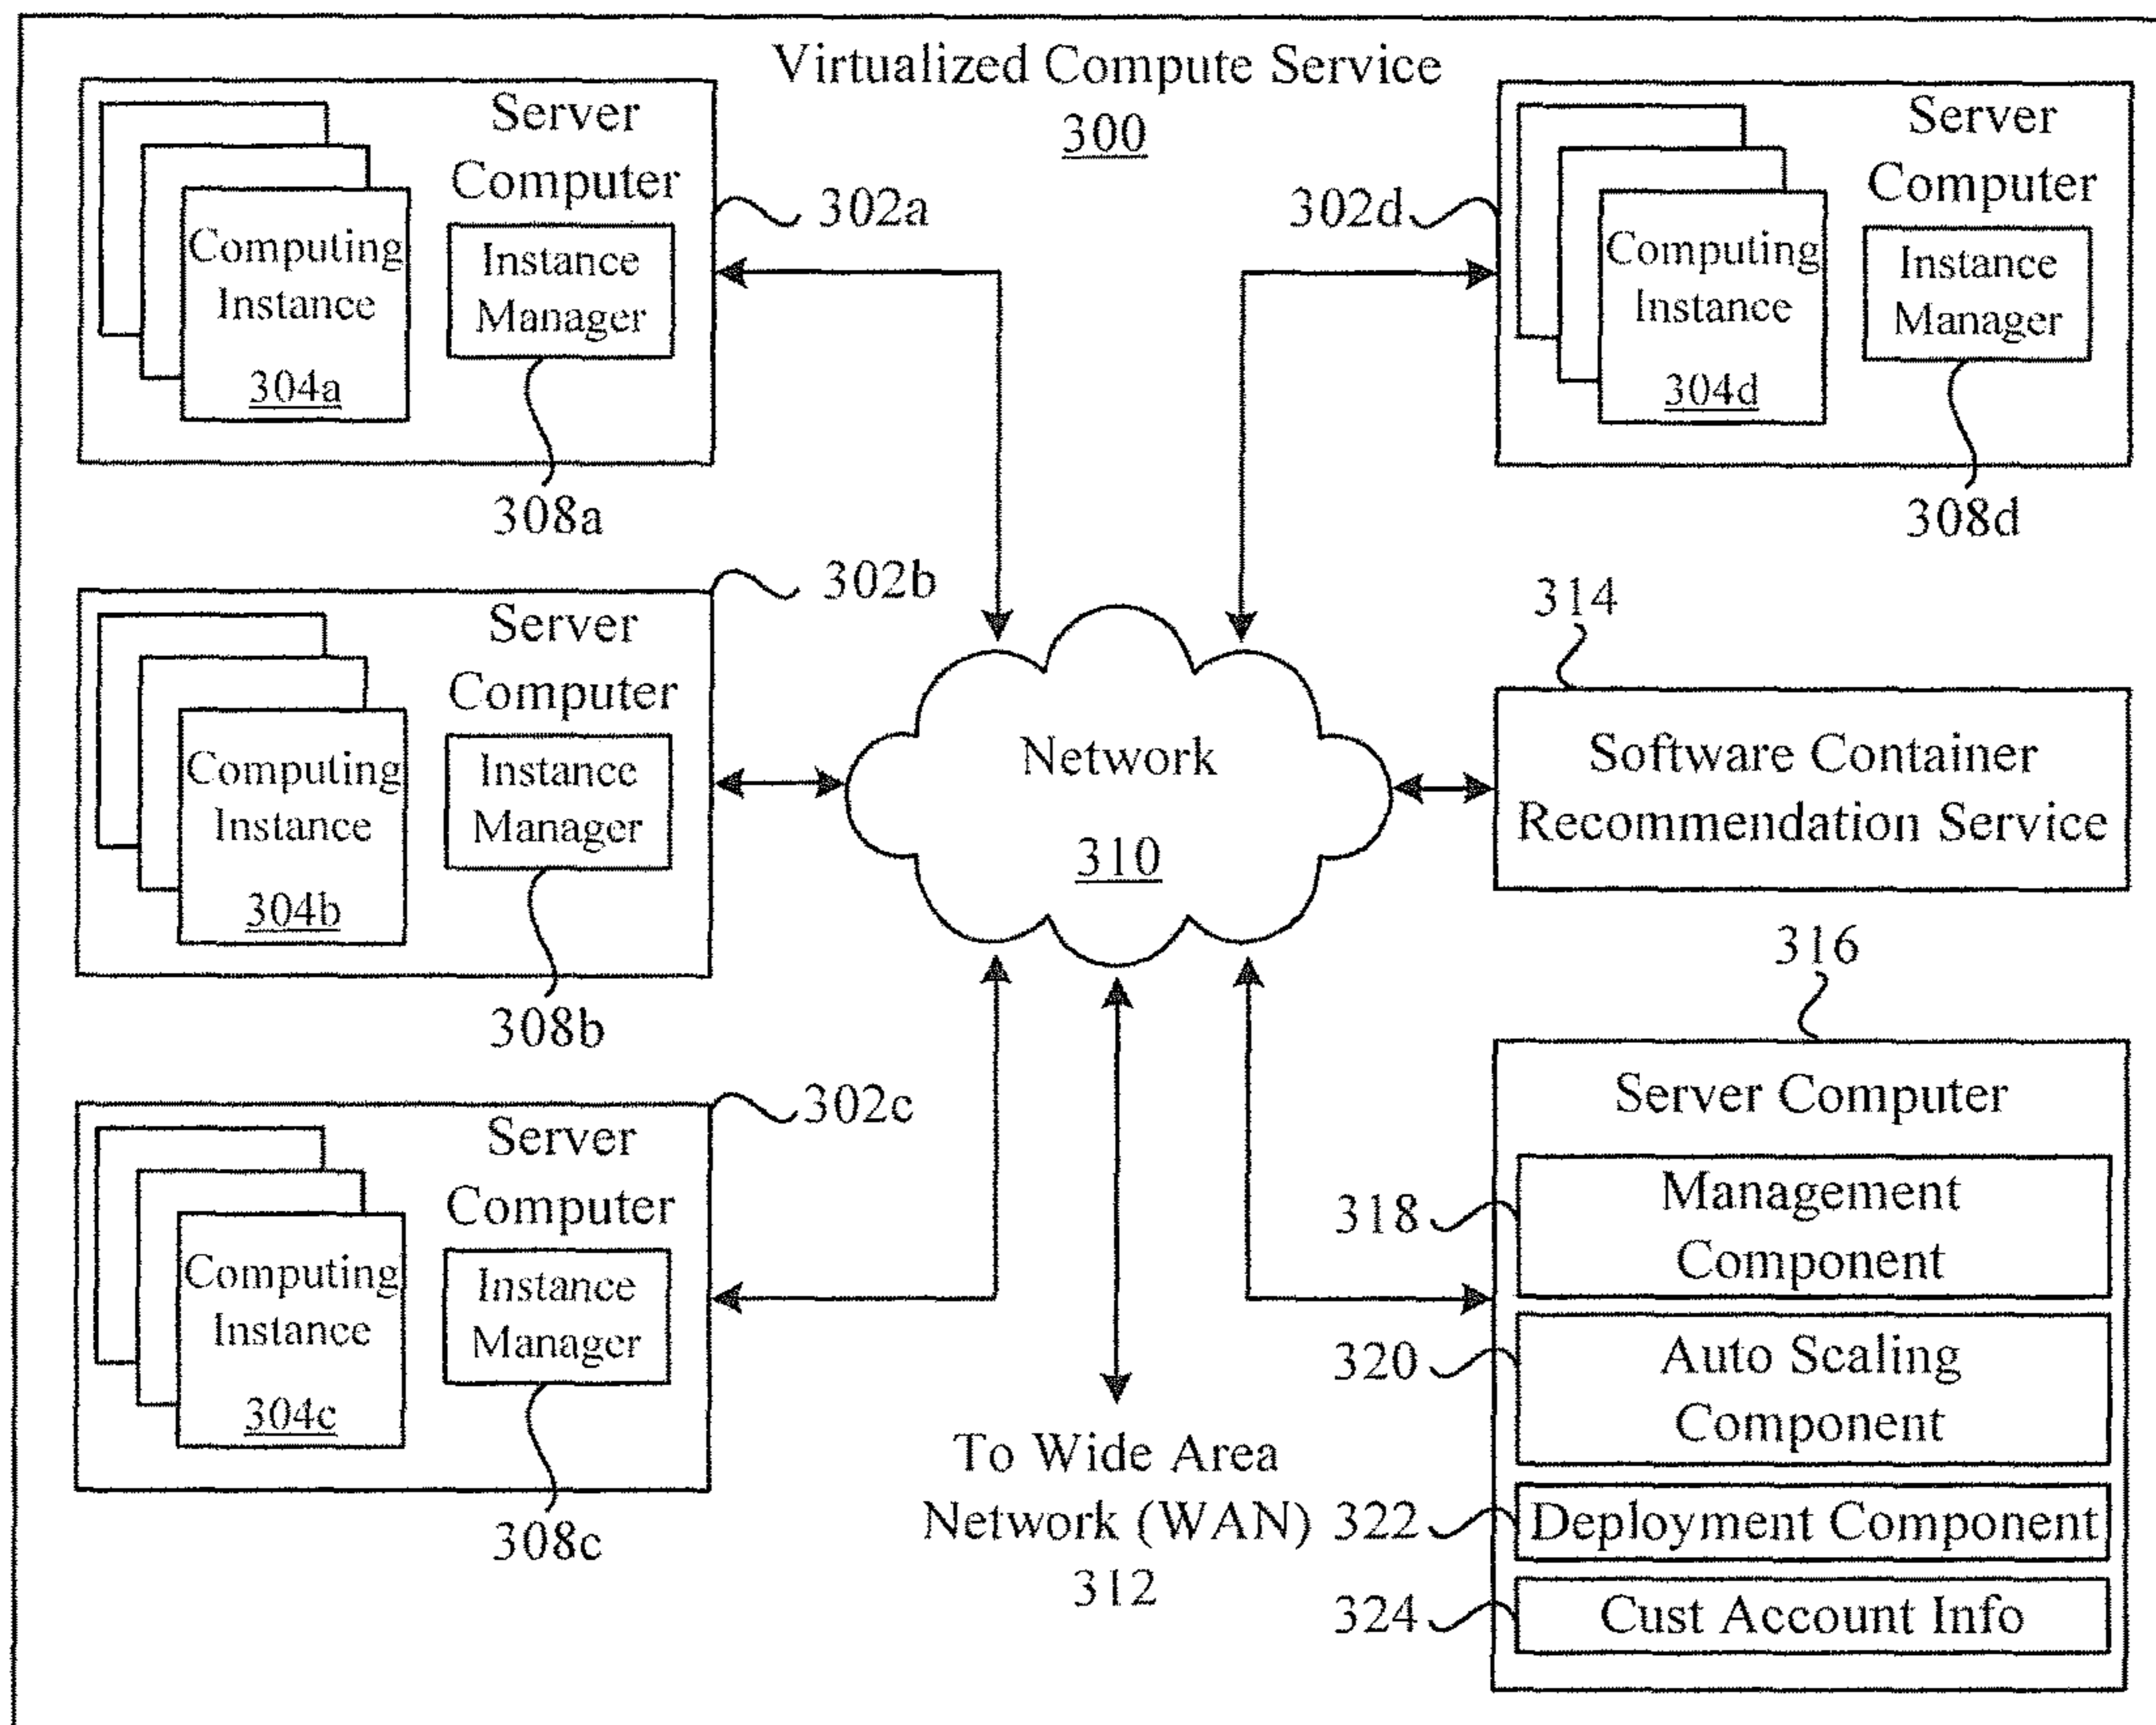 Virtualized Compute Service
300
Server
Computer
302a
Computing
Instance
304a
Instance
Manager
308a
302d
Server
Computer
Computing
Instance
304d
Instance
Manager
308d
302b
Server
Computer
Computing
Instance
304b
Instance
Manager
308b
Network
310
314
Software Container
Recommendation Service
302c
Server
Computer
Computing
Instance
304c
Instance
Manager
308c
To Wide Area
Network (WAN)
312
316
Server Computer
318
Management
Component
320
Auto Scaling
Component
322
Deployment Component
324
Cust Account Info